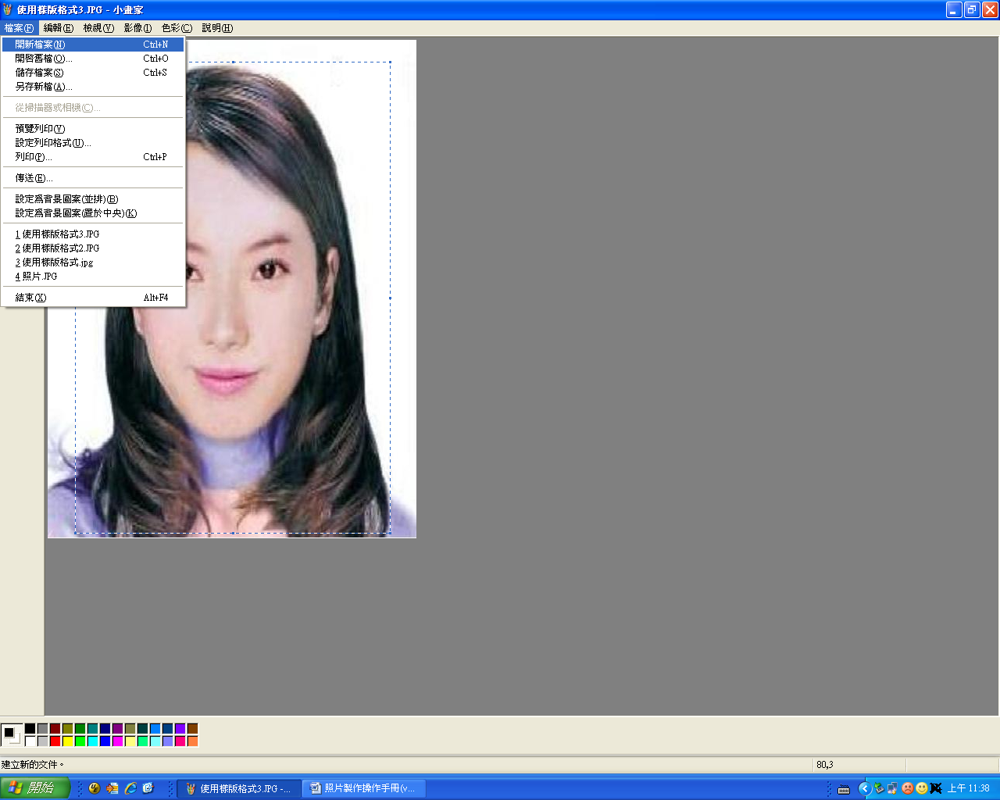 使用樣版格式3.JPG - 小畫家
檔案(F) 編輯(E) 檢視(V) 影像(I) 色彩(C) 說明(H)
開新檔案(N) Ctrl+N
開啓舊檔(O)... Ctrl+O
儲存檔案(S) Ctrl+S
另存新檔(A)...
從掃描器或相機(C)...
預覽列印(V)
設定列印格式(U)...
列印(P)... Ctrl+P
傳送(E)...
設定爲背景圖案(並排)(B)
設定爲背景圖案(置於中央)(K)
1 使用樣版格式3.JPG
2 使用樣版格式2.JPG
3 使用樣版格式.jpg
4 照片.JPG
結束(X) Alt+F4
建立新的文件。 80,3
開始 使用樣版格式3.JPG -... 照片製作操作手冊(v... 上午 11:38